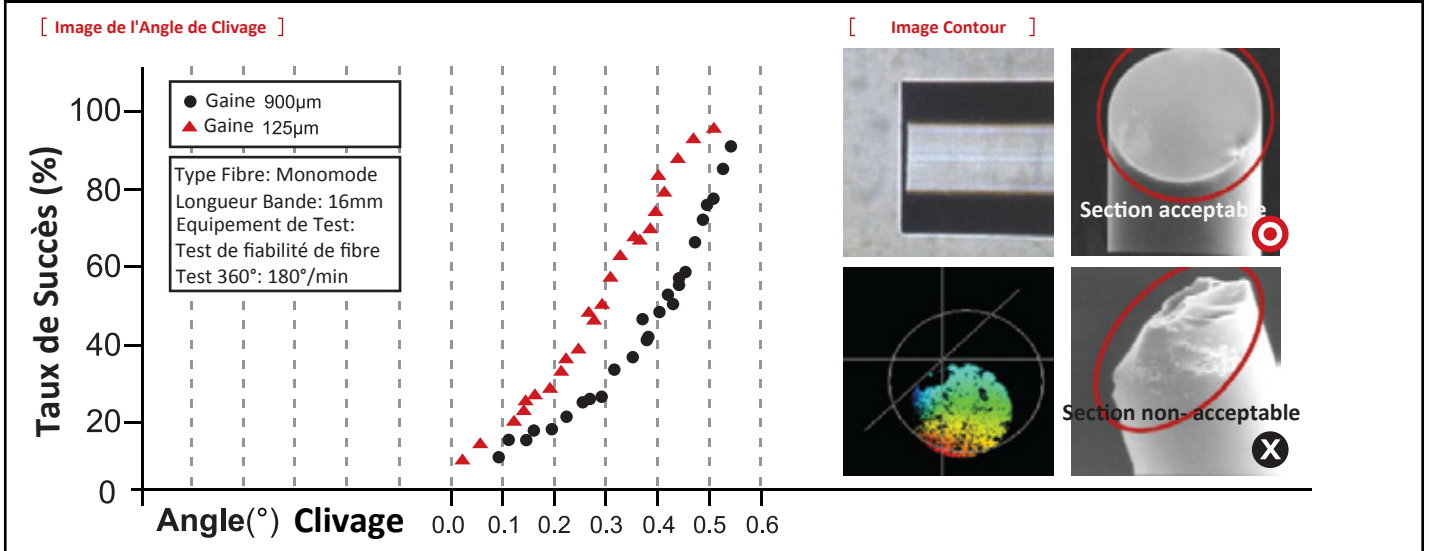 [ Image de l'Angle de Clivage ]
[ Image Contour ]
Taux de Succès (%)
100
80
60
40
20
0
Gaine 900µm
Gaine 125µm
Type Fibre: Monomode
Longueur Bande: 16mm
Equipement de Test:
Test de fiabilité de fibre
Test 360°: 180°/min
Angle(°) Clivage
0.0 0.1 0.2 0.3 0.4 0.5 0.6
Section acceptable
Section non- acceptable
X